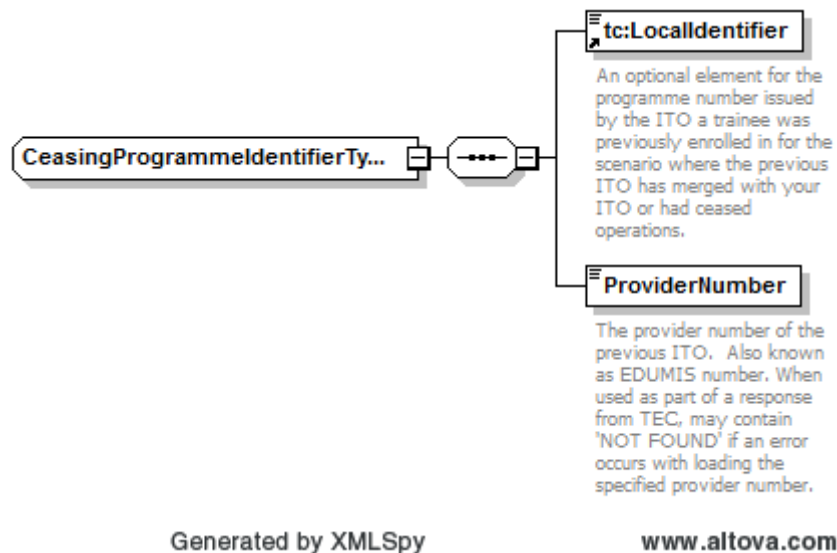 tc:LocalIdentifier
An optional element for the
programme number issued
by the ITO a trainee was
previously enrolled in for the
scenario where the previous
ITO has merged with your
ITO or had ceased
operations.
CeasingProgrammeIdentifierTy...
ProviderNumber
The provider number of the
previous ITO.  Also known
as EDUMIS number. When
used as part of a response
from TEC, may contain
'NOT FOUND' if an error
occurs with loading the
specified provider number.
Generated by XMLSpy
www.altova.com